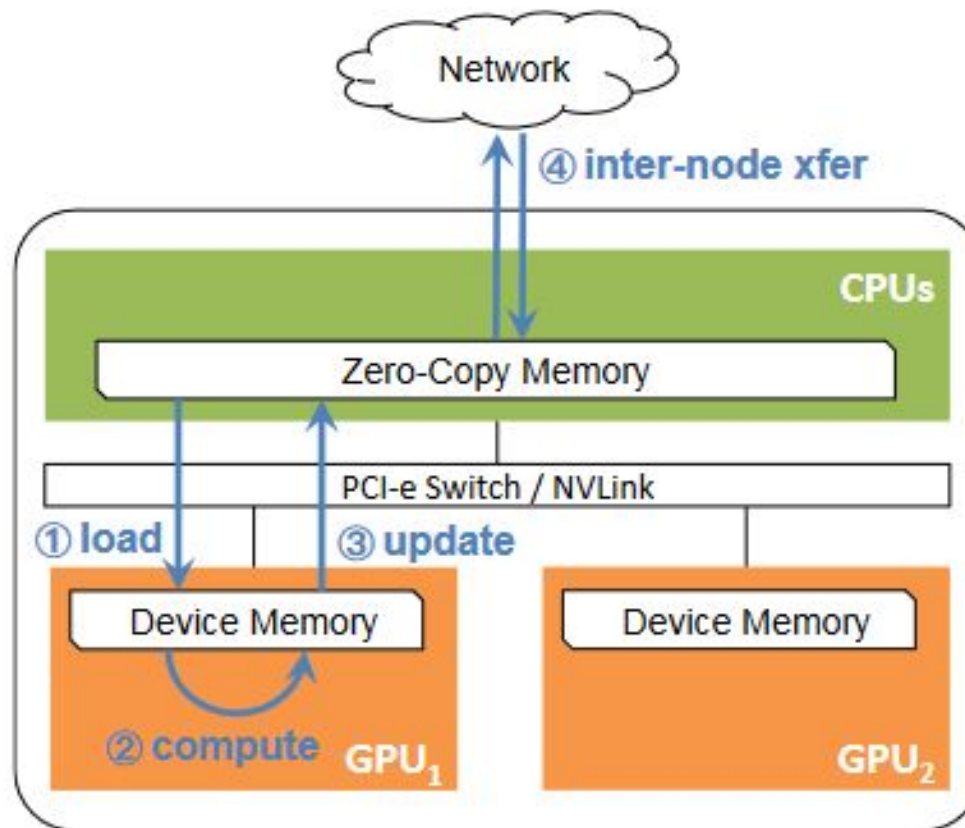 Network
④ inter-node xfer
CPUs
Zero-Copy Memory
PCI-e Switch / NVLink
① load
③ update
Device Memory
Device Memory
② compute
GPU₁
GPU₂